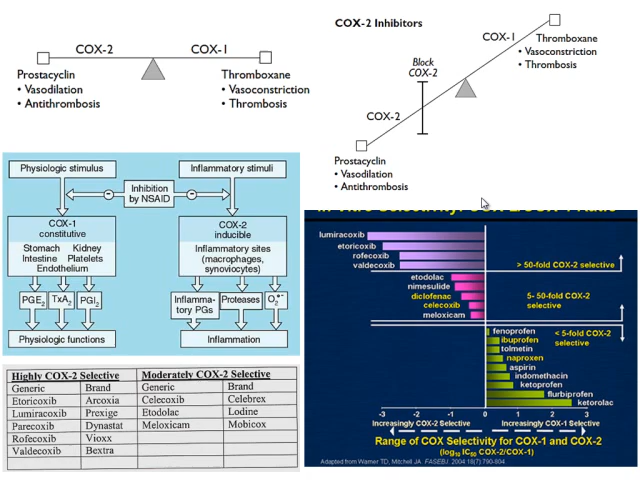 COX-2 COX-1
Prostacyclin
• Vasodilation
• Antithrombosis
Thromboxane
• Vasoconstriction
• Thrombosis
COX-2 Inhibitors
COX-1
Thromboxane
• Vasoconstriction
• Thrombosis
Block
COX-2
COX-2
Prostacyclin
• Vasodilation
• Antithrombosis
Physiologic stimulus
Inflammatory stimuli
Inhibition
by NSAID
COX-1
constitutive
Stomach Kidney
Intestine Platelets
Endothelium
COX-2
inducible
Inflammatory sites
(macrophages,
synoviocytes)
PGE2 TxA2 PGI2
Inflamma-
tory PGs
Proteases
Physiologic functions
Inflammation
Highly COX-2 Selective Moderately COX-2 Selective
Generic Brand Generic Brand
Etoricoxib Arcoxia Celecoxib Celebrex
Lumiracoxib Prexige Etodolac Lodine
Parecoxib Dynastat Meloxicam Mobicox
Rofecoxib Vioxx
Valdecoxib Bextra
lumiracoxib
etoricoxib
rofecoxib
valdecoxib
> 50-fold COX-2 selective
etodolac
nimesulide
diclofenac
celecoxib
meloxicam
5- 50-fold COX-2
selective
fenoprofen
ibuprofen
tolmetin
naproxen
aspirin
indomethacin
ketoprofen
flurbiprofen
ketorolac
< 5-fold COX-2
selective
-3 -2 -1 0 1 2 3
Increasingly COX-2 Selective Increasingly COX-1 Selective
Range of COX Selectivity for COX-1 and COX-2
(log10 IC50 COX-2/COX-1)
Adapted from Warner TD, Mitchell JA FASEBJ 2004 18(7):790-804